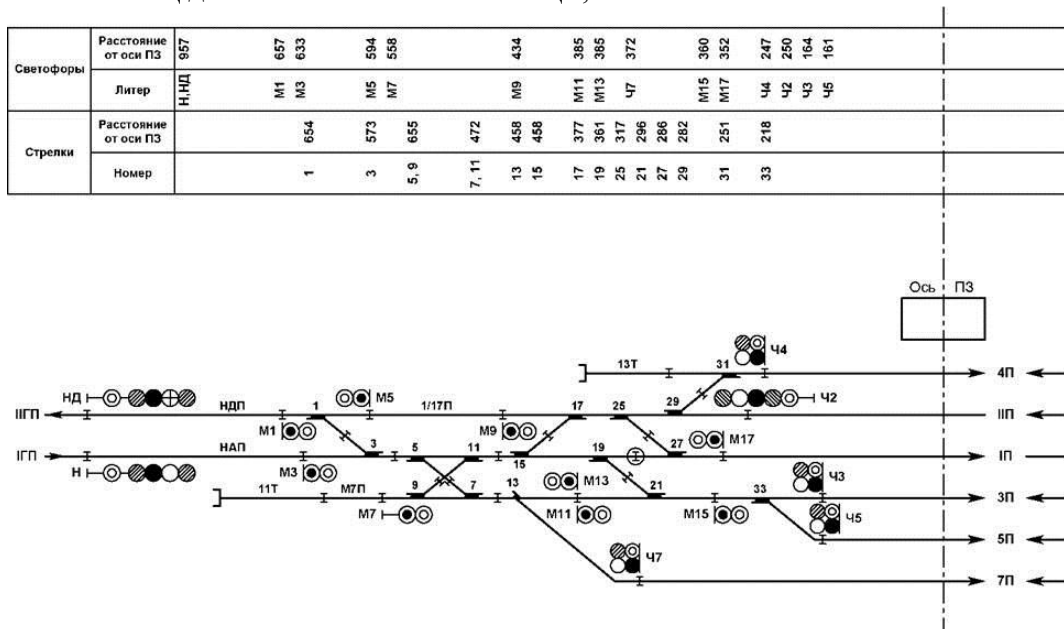 Светофоры
Расстояние от оси ПЗ
957 657 633 594 558 434 385 385 372 360 352 247 250 164 161
Литер
Н,НД М1 М3 М5 М7 М9 М11 М13 Ч7 М15 М17 Ч4 Ч2 Ч3 Ч5
Стрелки
Расстояние от оси ПЗ
654 573 655 472 458 458 377 361 317 296 286 282 251 218
Номер
1 3 5, 9 7, 11 13 15 17 19 25 21 27 29 31 33
Ось ПЗ
Ч4
13Т 31 4П
НД М5 29 Ч2
IIГП НДП 1 1/17П 17 25 IIП
М1 М9 М17
IГП НАП 3 5 11 15 19 27 IП
Н М3 13 М13 Ч3
11Т М7П 9 7 21 33 3П
М7 М11 М15 Ч5
5П
Ч7
7П